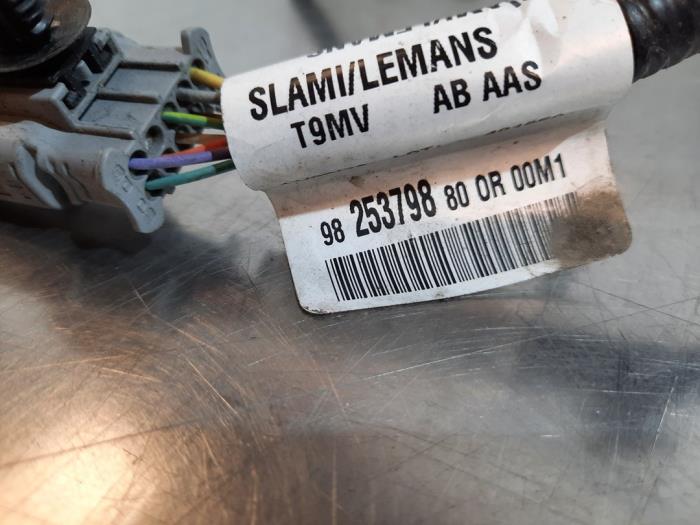 SLAMI/LEMANS
T9MV AB AAS
98 253798 80 OR 00M1